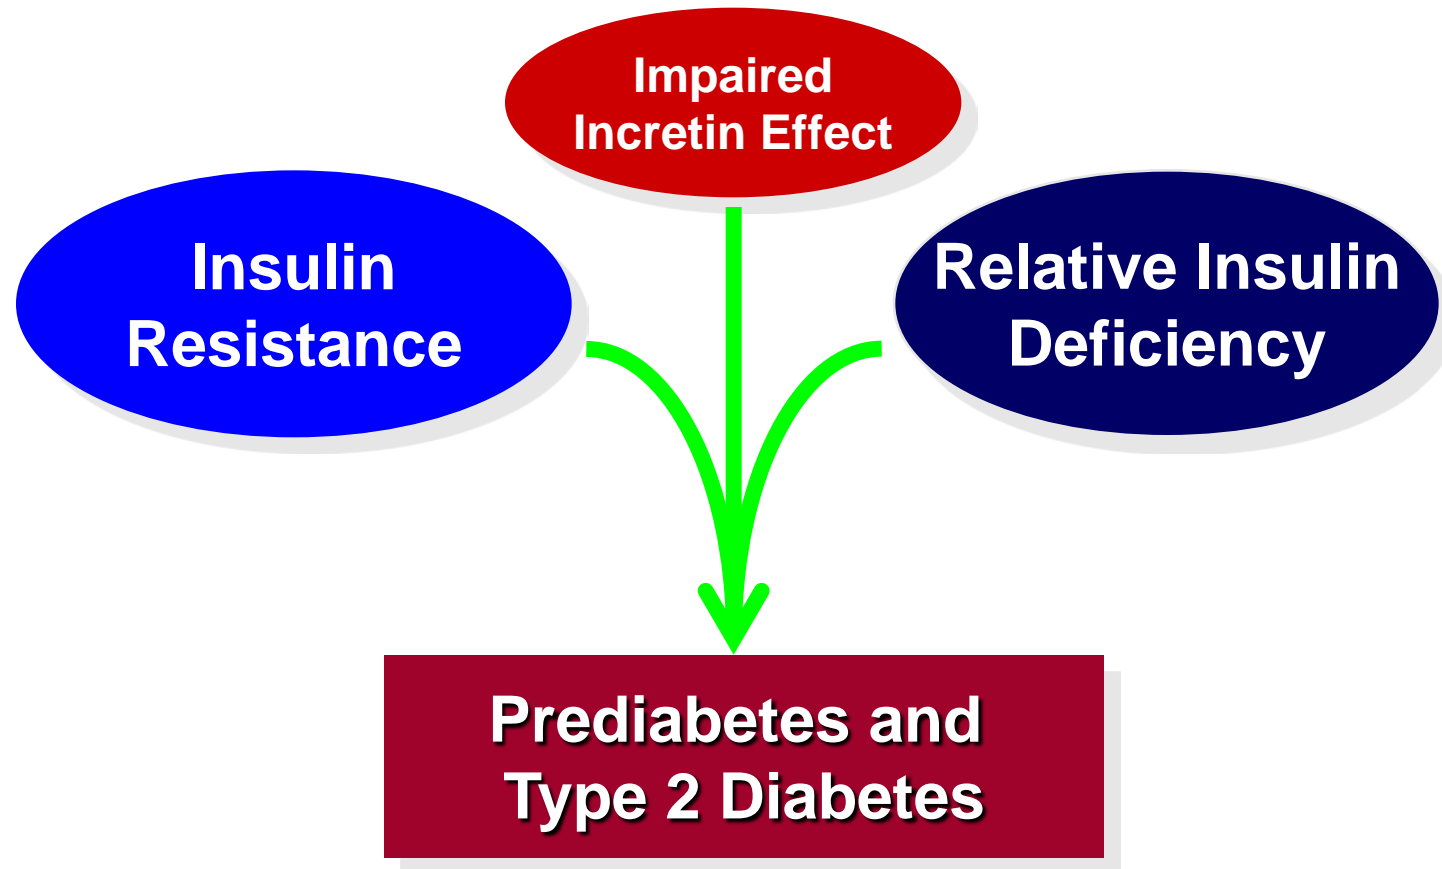 Impaired
Incretin Effect
Insulin
Resistance
Relative Insulin
Deficiency
Prediabetes and
Type 2 Diabetes